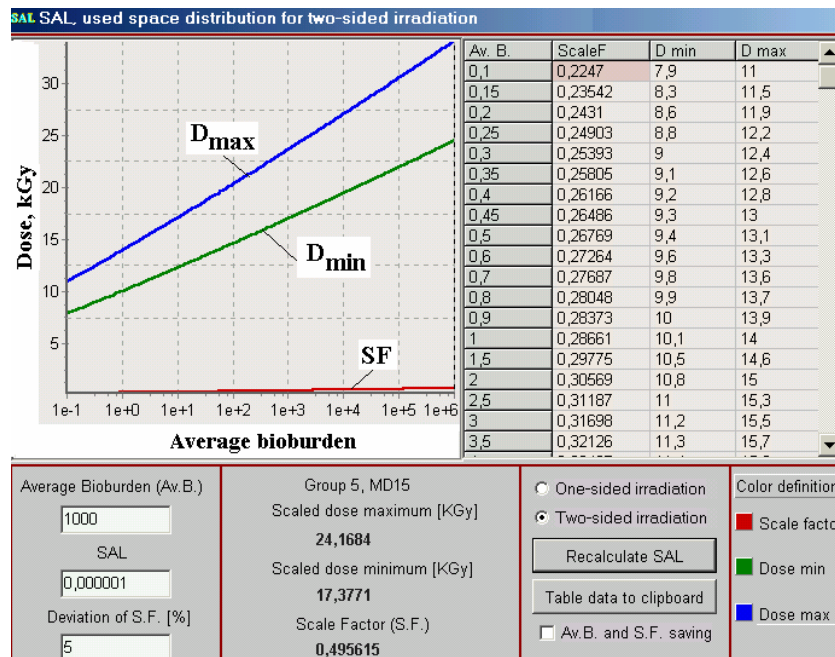 SAL SAL, used space distribution for two-sided irradiation
Dose, kGy
30
25
20
15
10
5
Dmax
Dmin
SF
1e-1 1e+0 1e+1 1e+2 1e+3 1e+4 1e+5 1e+6
Average bioburden
Av. B. ScaleF D min D max
0,1 0,2247 7,9 11
0,15 0,23542 8,3 11,5
0,2 0,2431 8,6 11,9
0,25 0,24903 8,8 12,2
0,3 0,25393 9 12,4
0,35 0,25805 9,1 12,6
0,4 0,26166 9,2 12,8
0,45 0,26486 9,3 13
0,5 0,26769 9,4 13,1
0,6 0,27264 9,6 13,3
0,7 0,27687 9,8 13,6
0,8 0,28048 9,9 13,7
0,9 0,28373 10 13,9
1 0,28661 10,1 14
1,5 0,29775 10,5 14,6
2 0,30569 10,8 15
2,5 0,31187 11 15,3
3 0,31698 11,2 15,5
3,5 0,32126 11,3 15,7
Average Bioburden (Av.B.)
1000
SAL
0,000001
Deviation of S.F. [%]
5
Group 5, MD15
Scaled dose maximum [KGy]
24,1684
Scaled dose minimum [KGy]
17,3771
Scale Factor (S.F.)
0,495615
One-sided irradiation
Two-sided irradiation
Recalculate SAL
Table data to clipboard
Av.B. and S.F. saving
Color definition
Scale facto
Dose min
Dose max